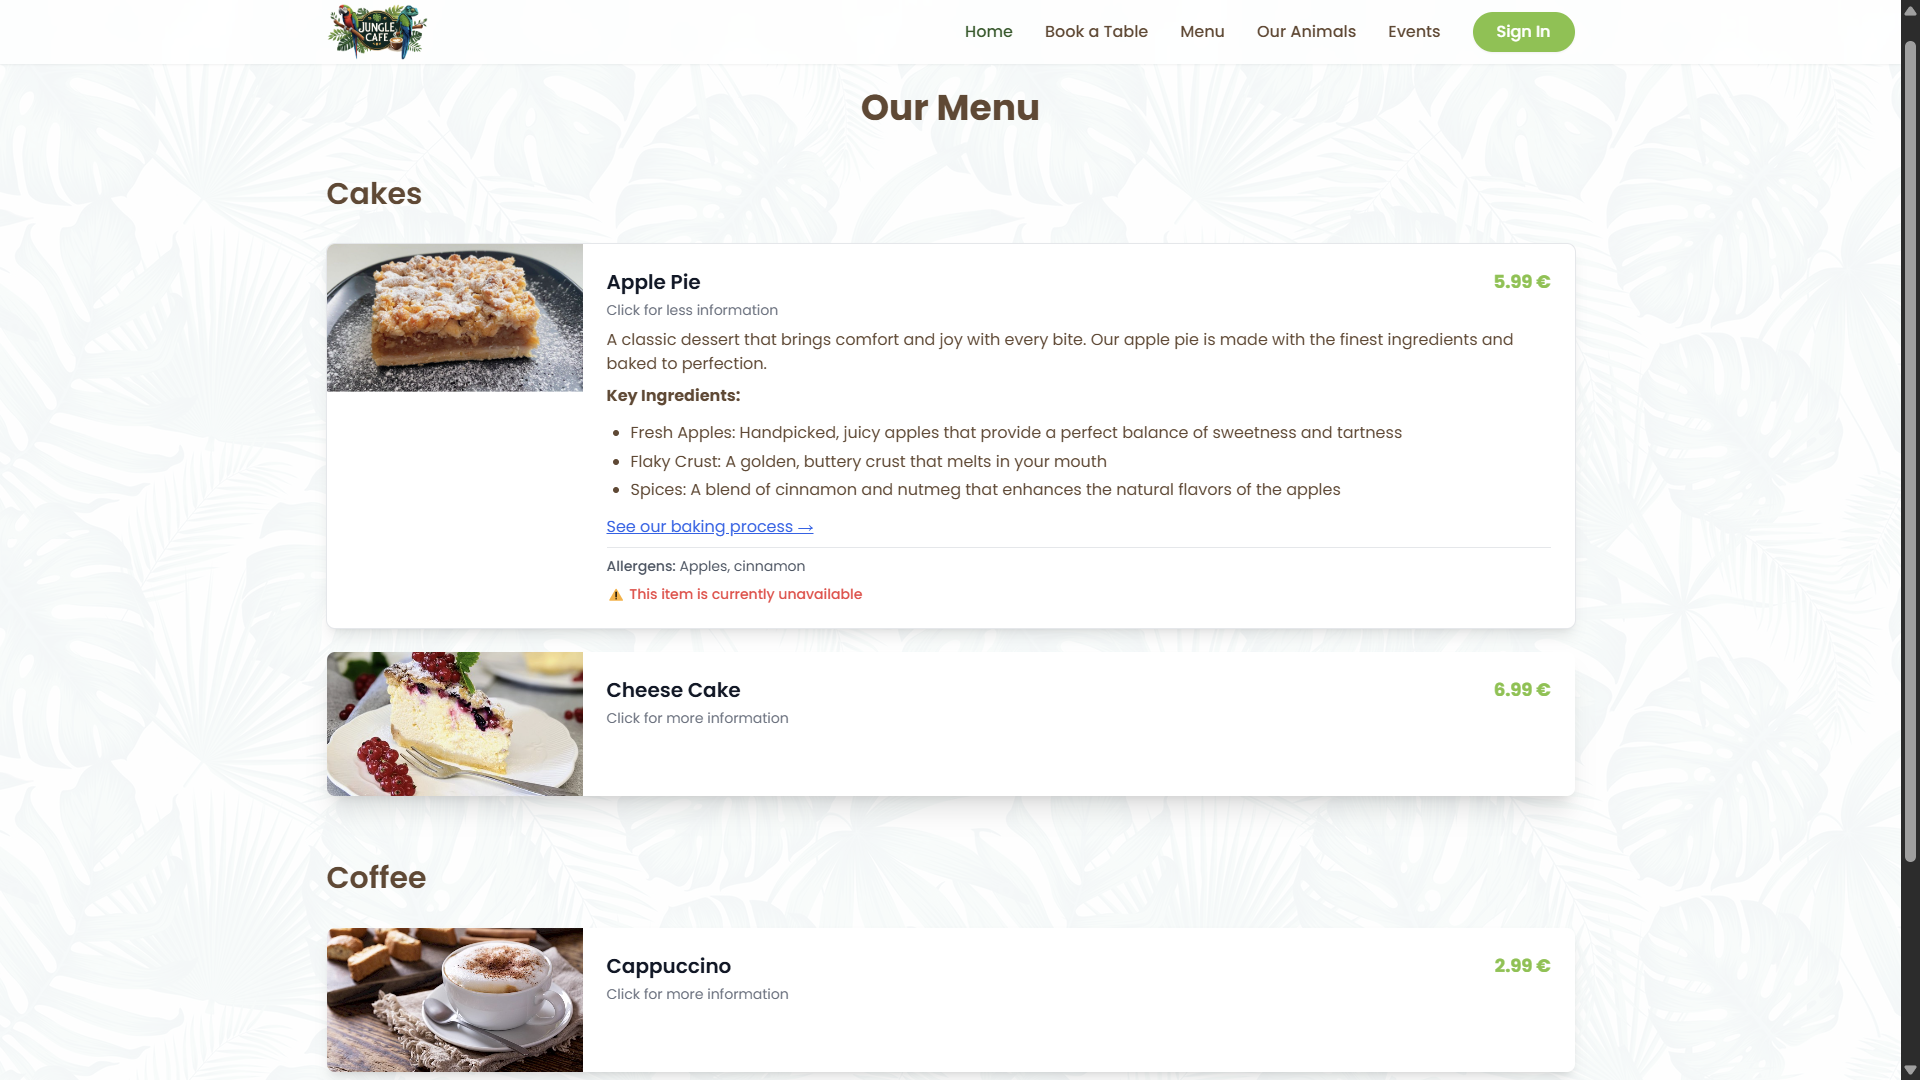 JUNGLE
CAFE
Home
Book a Table
Menu
Our Animals
Events
Sign In
Our Menu
Cakes
Apple Pie
5.99 €
Click for less information
A classic dessert that brings comfort and joy with every bite. Our apple pie is made with the finest ingredients and
baked to perfection.
Key Ingredients:
• Fresh Apples: Handpicked, juicy apples that provide a perfect balance of sweetness and tartness
• Flaky Crust: A golden, buttery crust that melts in your mouth
• Spices: A blend of cinnamon and nutmeg that enhances the natural flavors of the apples
See our baking process →
Allergens: Apples, cinnamon
⚠ This item is currently unavailable
Cheese Cake
6.99 €
Click for more information
Coffee
Cappuccino
2.99 €
Click for more information